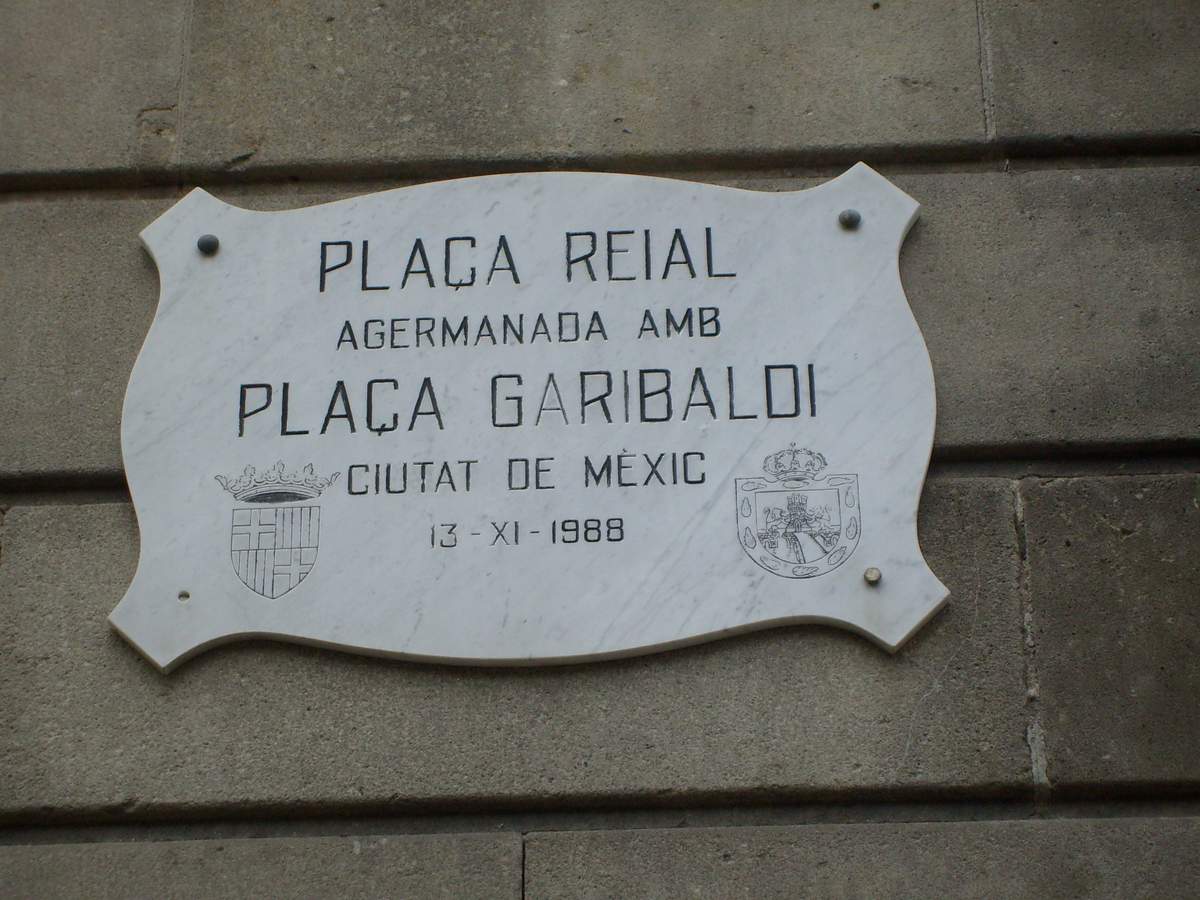 PLAÇA REIAL
AGERMANADA AMB
PLAÇA GARIBALDI
CIUTAT DE MÈXIC
13-XI-1988